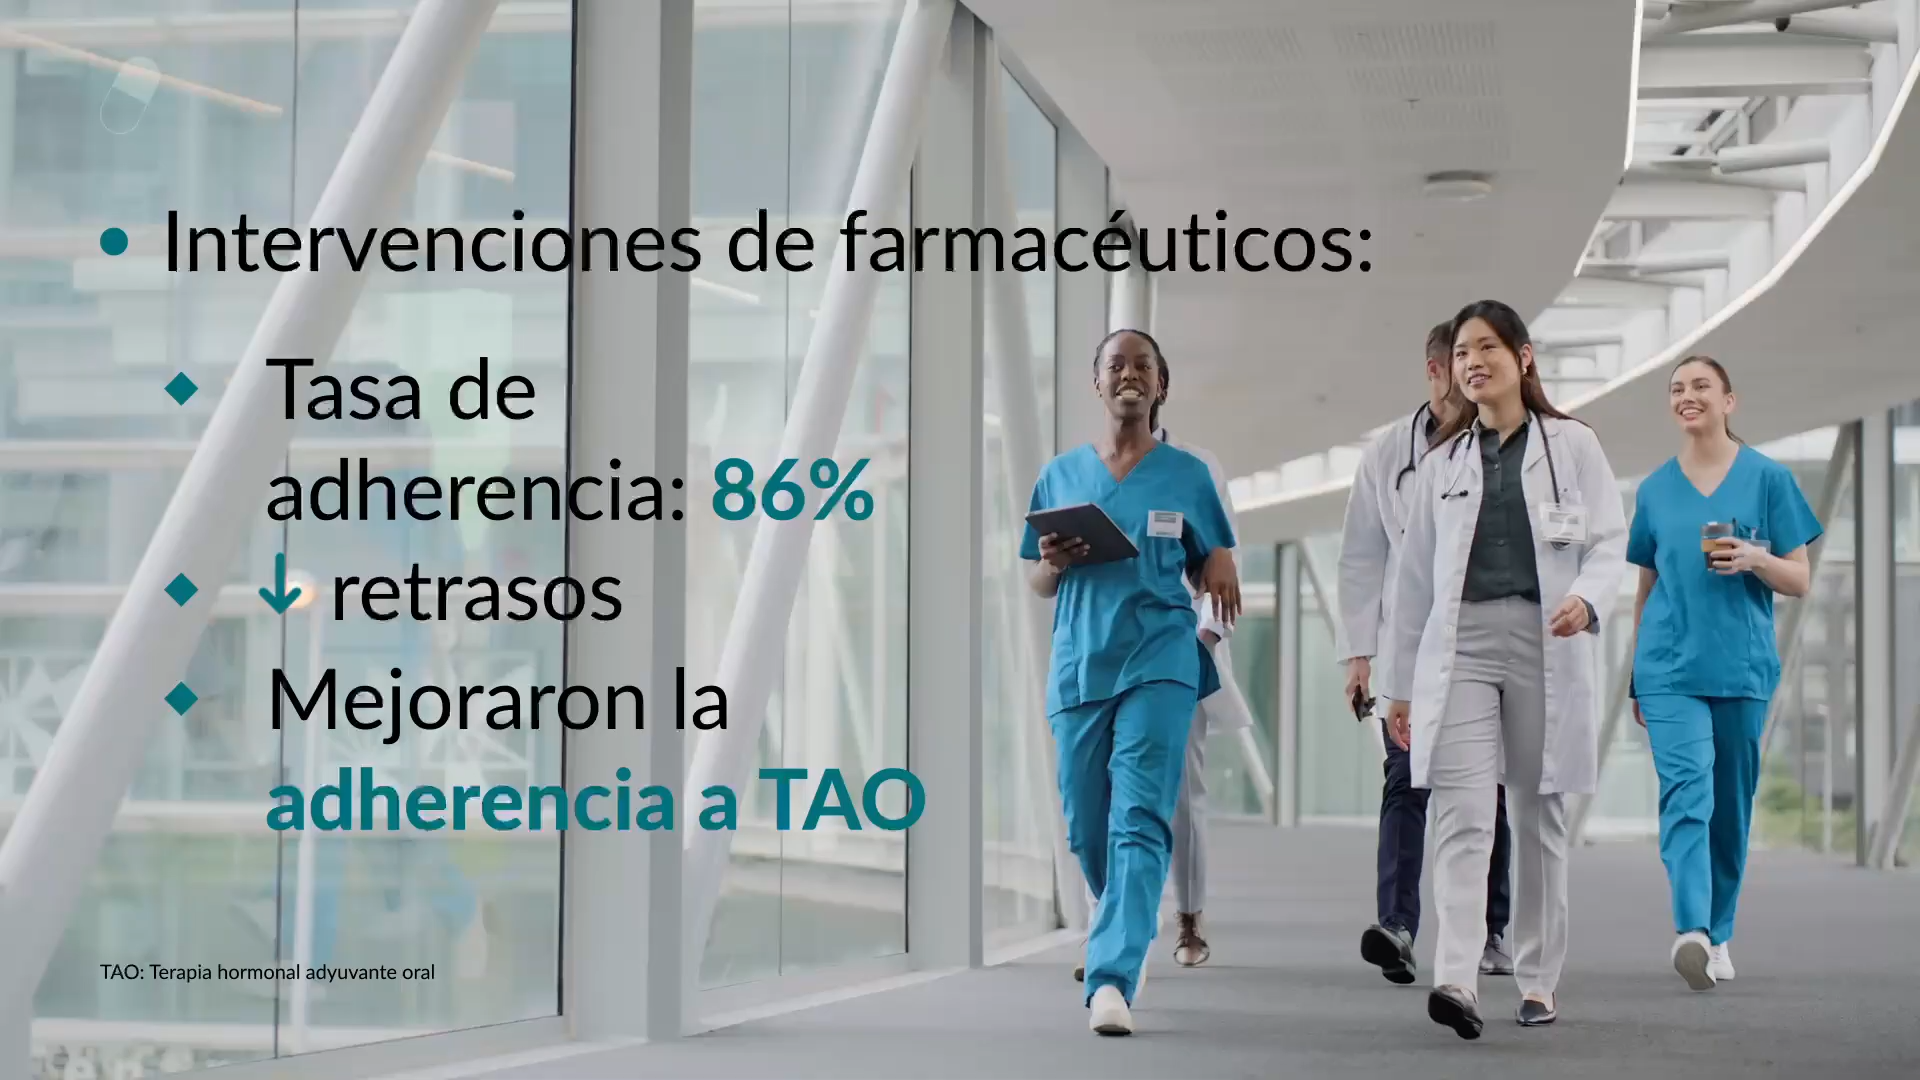 • Intervenciones de farmacéuticos:
◆ Tasa de
adherencia: 86%
◆ ↓ retrasos
◆ Mejoraron la
adherencia a TAO
TAO: Terapia hormonal adyuvante oral